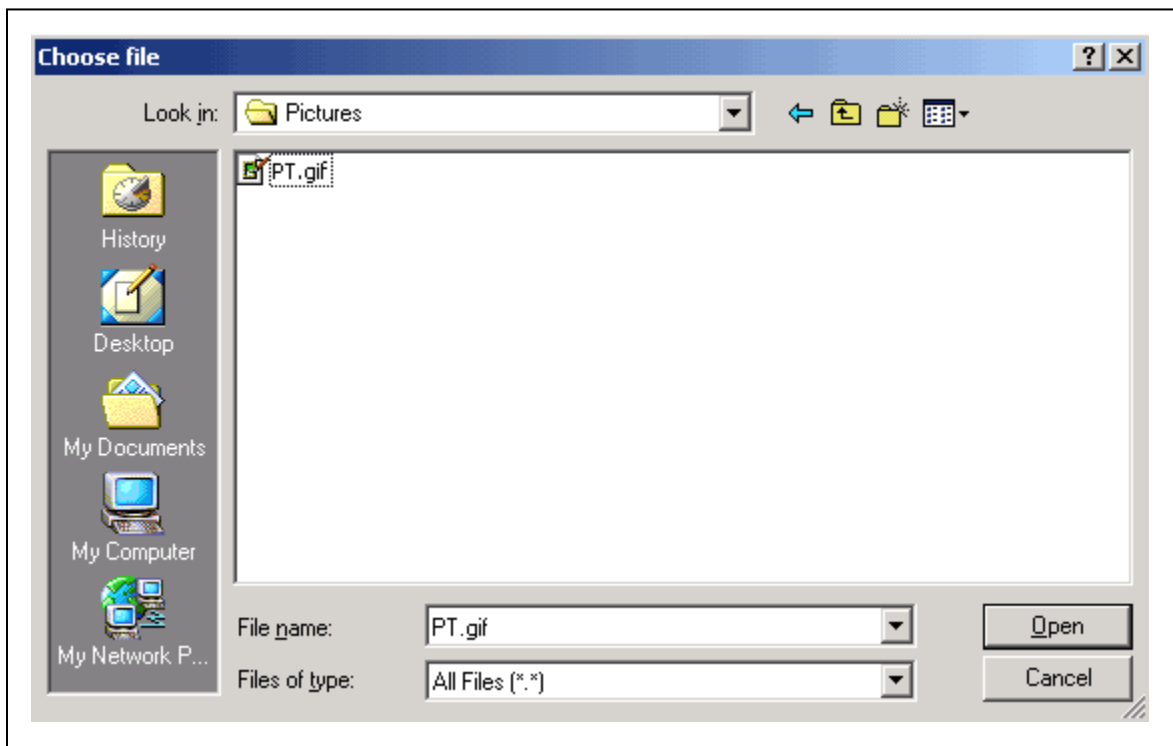 Choose file
Look in: Pictures
PT.gif
History
Desktop
My Documents
My Computer
My Network P...
File name: PT.gif Open
Files of type: All Files (*.*) Cancel